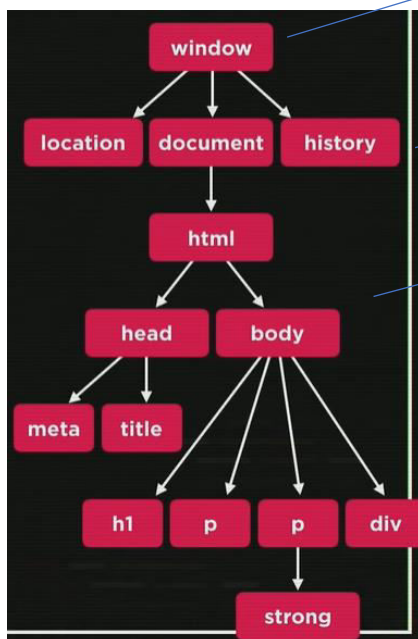 window
location document history
html
head body
meta title
h1 p p div
strong